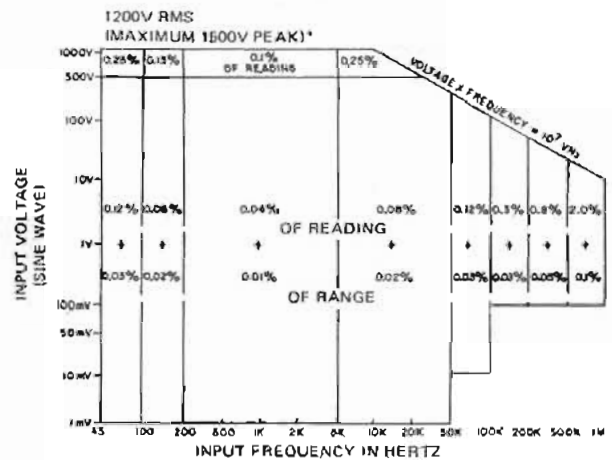 1200V RMS
(MAXIMUM 1500V PEAK)*
1000V
0.25%
0.15%
0.1%
OF READING
0.25%
VOLTAGE X FREQUENCY = 10⁷ VHz
500V
100V
10V
0.12%
0.06%
0.04%
0.08%
0.12%
0.3%
0.8%
2.0%
OF READING
1V
+
+
+
+
+
+
+
+
0.03%
0.02%
0.01%
0.02%
0.03%
0.03%
0.05%
0.1%
OF RANGE
100mV
50mV
10mV
1mV
INPUT VOLTAGE
(SINE WAVE)
100
200
500
1K
2K
10K
20K
50K
100K
200K
500K
1M
INPUT FREQUENCY IN HERTZ